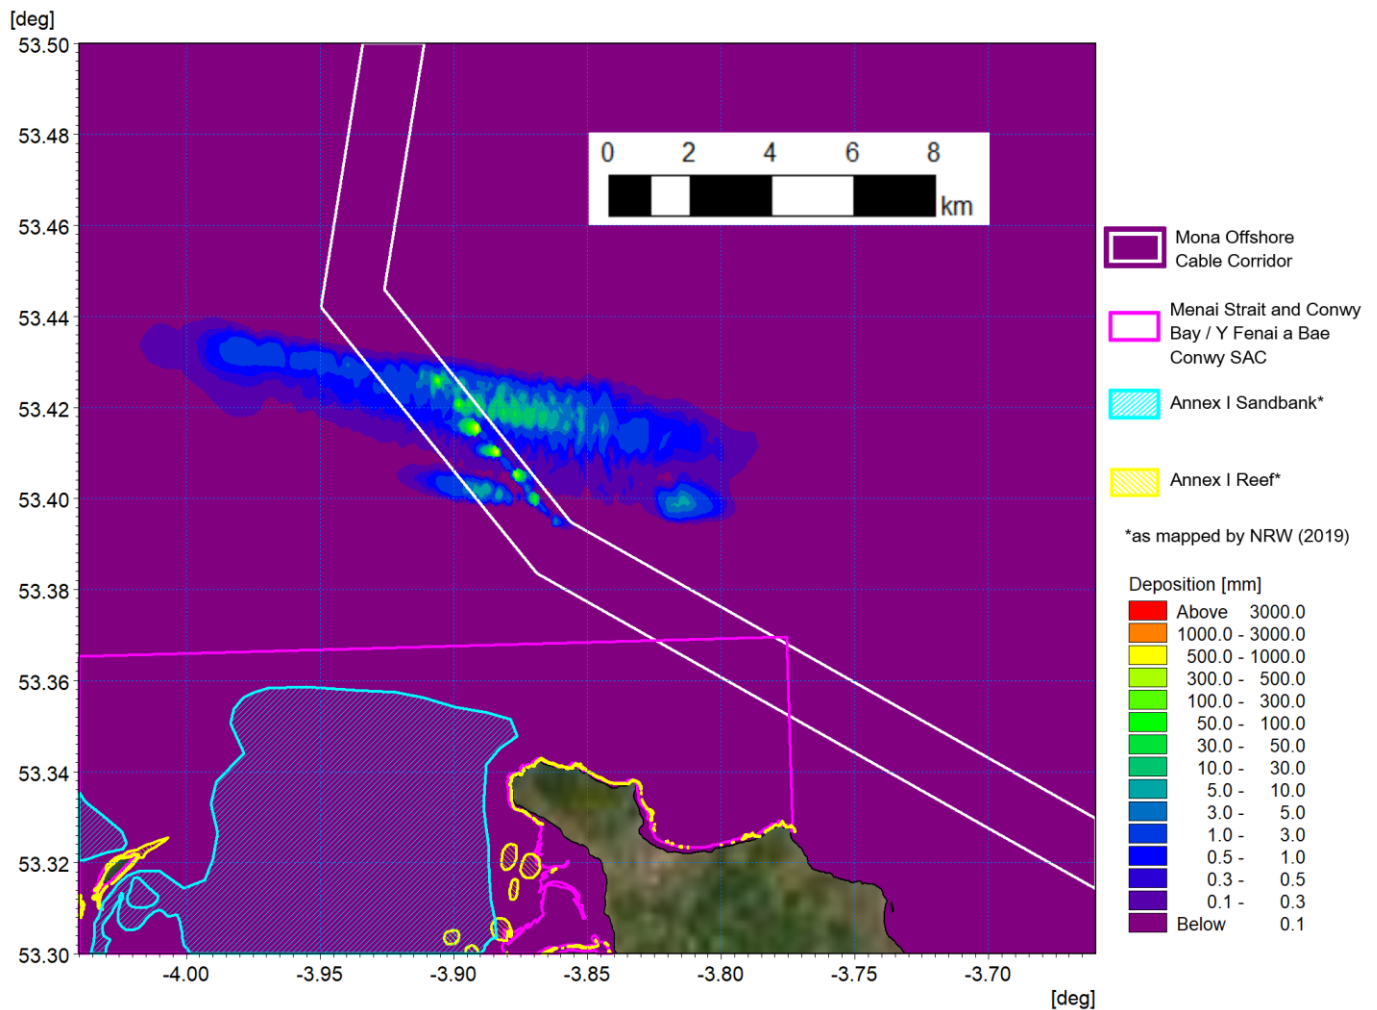 [deg]
53.50
53.48
53.46
53.44
53.42
53.40
53.38
53.36
53.34
53.32
53.30
-4.00 -3.95 -3.90 -3.85 -3.80 -3.75 -3.70
[deg]
0 2 4 6 8
km
Mona Offshore
Cable Corridor
Menai Strait and Conwy
Bay / Y Fenai a Bae
Conwy SAC
Annex I Sandbank*
Annex I Reef*
*as mapped by NRW (2019)
Deposition [mm]
Above 3000.0
1000.0 - 3000.0
500.0 - 1000.0
300.0 - 500.0
100.0 - 300.0
50.0 - 100.0
30.0 - 50.0
10.0 - 30.0
5.0 - 10.0
3.0 - 5.0
1.0 - 3.0
0.5 - 1.0
0.3 - 0.5
0.1 - 0.3
Below 0.1